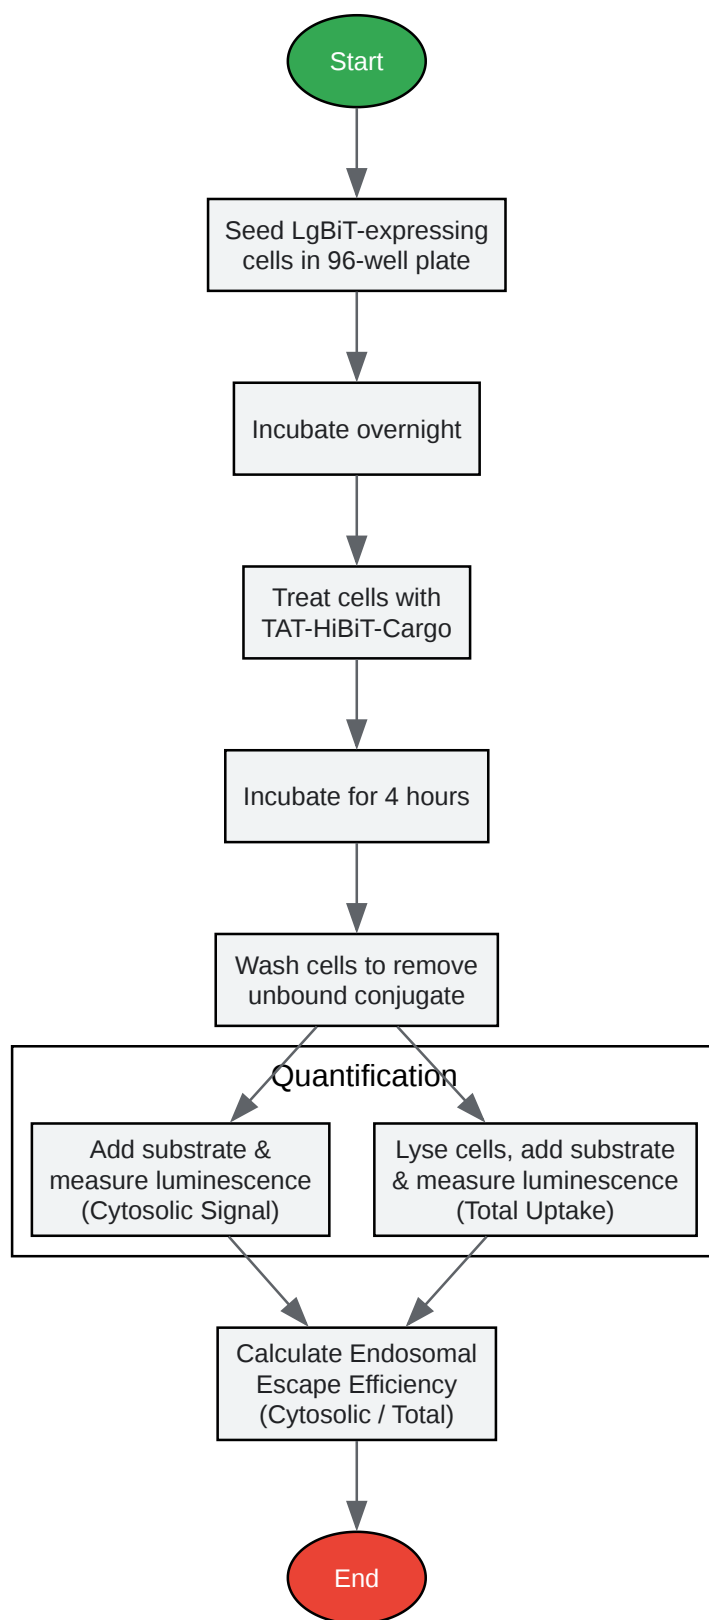 Start
Seed LgBiT-expressing
cells in 96-well plate
Incubate overnight
Treat cells with
TAT-HiBiT-Cargo
Incubate for 4 hours
Wash cells to remove
unbound conjugate
Quantification
Add substrate &
measure luminescence
(Cytosolic Signal)
Lyse cells, add substrate
& measure luminescence
(Total Uptake)
Calculate Endosomal
Escape Efficiency
(Cytosolic / Total)
End